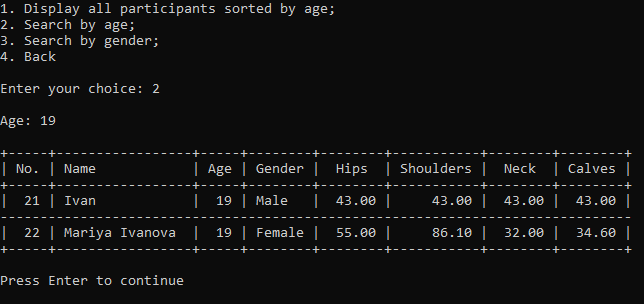 1. Display all participants sorted by age;
2. Search by age;
3. Search by gender;
4. Back
Enter your choice: 2
Age: 19
+-----+-----------------+-----+--------+--------+-----------+--------+--------+
| No. | Name            | Age | Gender |  Hips  | Shoulders |  Neck  | Calves |
+-----+-----------------+-----+--------+--------+-----------+--------+--------+
|  21 | Ivan            |  19 | Male   |  43.00 |     43.00 |  43.00 |  43.00 |
-------------------------------------------------------------------------------
|  22 | Mariya Ivanova  |  19 | Female |  55.00 |     86.10 |  32.00 |  34.60 |
+-----+-----------------+-----+--------+--------+-----------+--------+--------+
Press Enter to continue